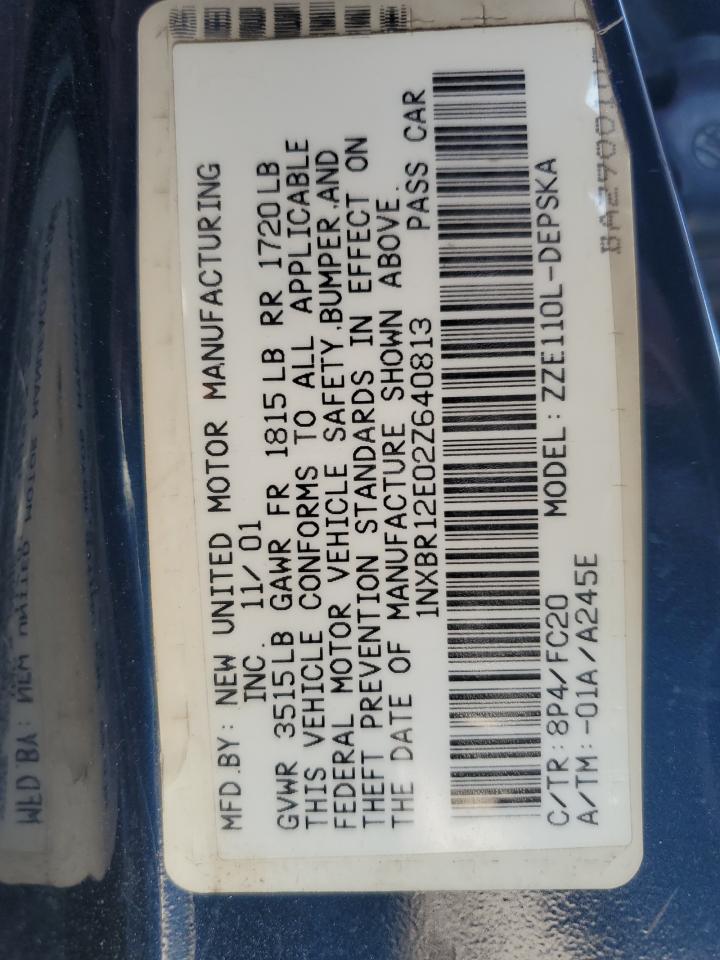 MFD.BY: NEW UNITED MOTOR MANUFACTURING
INC. 11/01
GVWR 3515LB GAWR FR 1815LB RR 1720LB
THIS VEHICLE CONFORMS TO ALL APPLICABLE
FEDERAL MOTOR VEHICLE SAFETY,BUMPER,AND
THEFT PREVENTION STANDARDS IN EFFECT ON
THE DATE OF MANUFACTURE SHOWN ABOVE.
1NXBR12E02Z640813 PASS CAR
C/TR:8P4/FC20 MODEL:ZZE110L-DEPSKA
A/TM:-01A/A245E